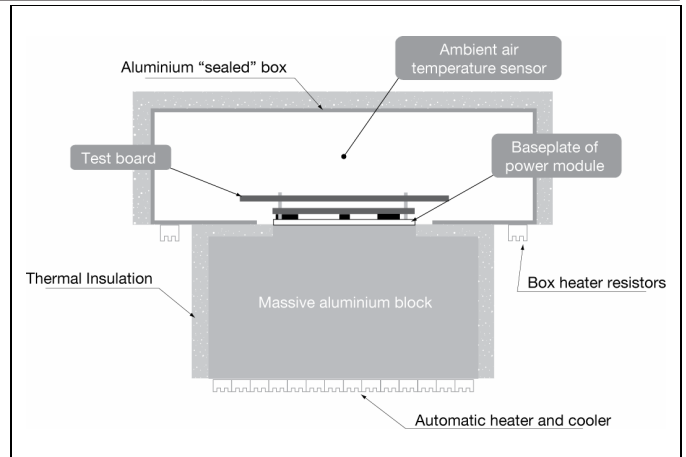 Ambient air
temperature sensor
Aluminium “sealed” box
Test board
Baseplate of
power module
Thermal Insulation
Box heater resistors
Massive aluminium block
Automatic heater and cooler